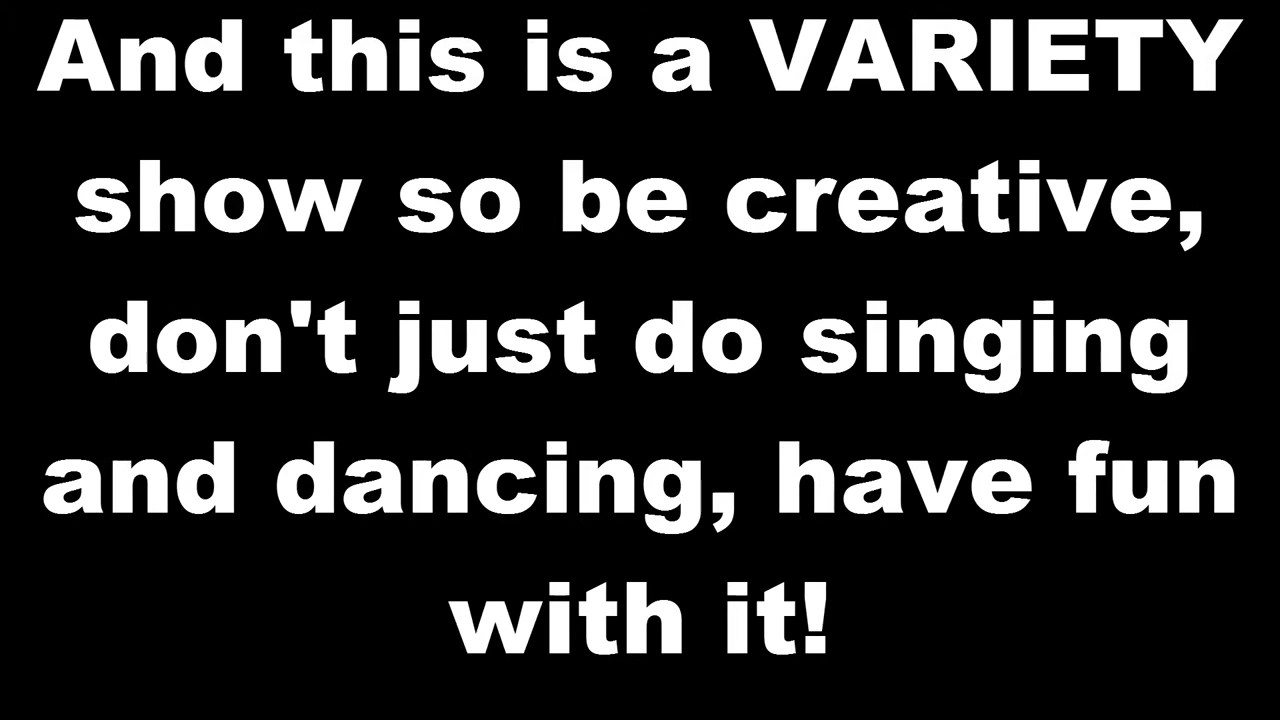 And this is a VARIETY
show so be creative,
don't just do singing
and dancing, have fun
with it!